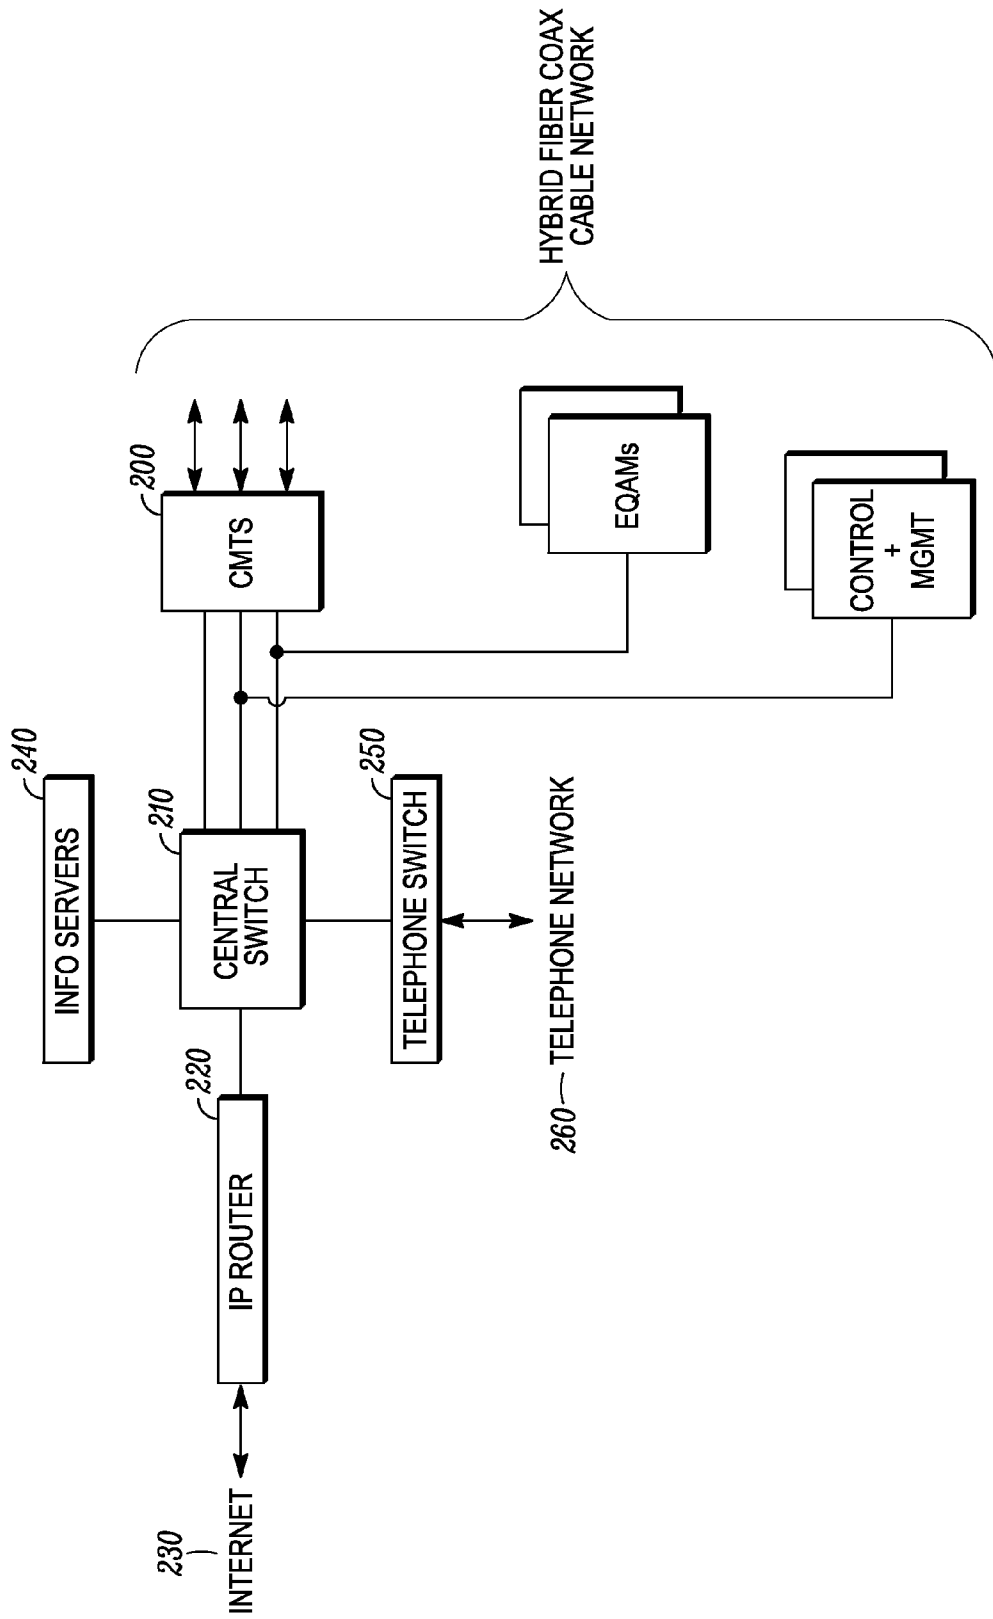 240
INFO SERVERS
230
INTERNET
220
IP ROUTER
210
CENTRAL
SWITCH
200
CMTS
250
TELEPHONE SWITCH
260
TELEPHONE NETWORK
EQAMs
CONTROL
+
MGMT
HYBRID FIBER COAX
CABLE NETWORK